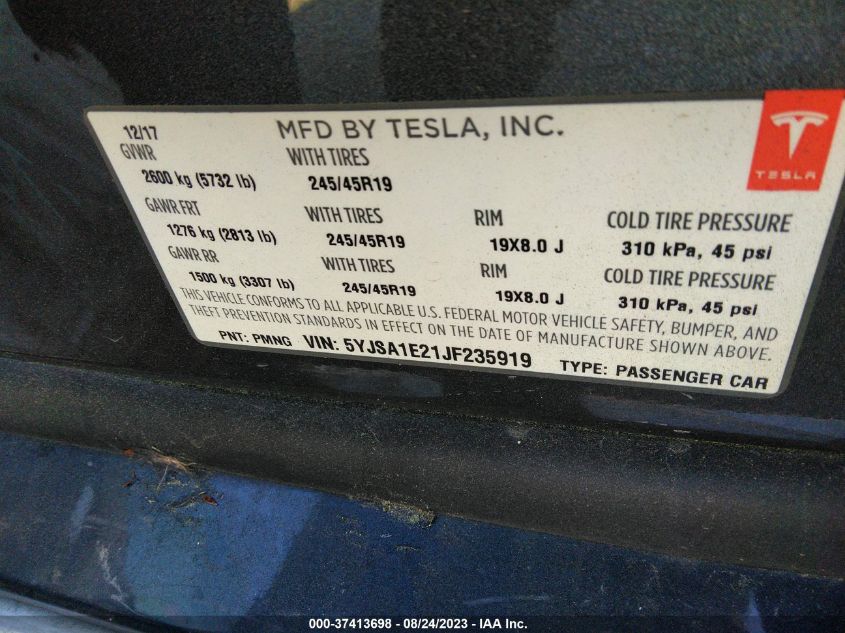 12/17 MFD BY TESLA, INC.
GVWR WITH TIRES
2600 kg (5732 lb) 245/45R19
TESLA
GAWR FRT WITH TIRES RIM COLD TIRE PRESSURE
1276 kg (2813 lb) 245/45R19 19X8.0 J 310 kPa, 45 psi
GAWR RR WITH TIRES RIM COLD TIRE PRESSURE
1500 kg (3307 lb) 245/45R19 19X8.0 J 310 kPa, 45 psi
THIS VEHICLE CONFORMS TO ALL APPLICABLE U.S. FEDERAL MOTOR VEHICLE SAFETY, BUMPER, AND
THEFT PREVENTION STANDARDS IN EFFECT ON THE DATE OF MANUFACTURE SHOWN ABOVE.
PNT: PMNG VIN: 5YJSA1E21JF235919 TYPE: PASSENGER CAR
000-37413698 - 08/24/2023 - IAA Inc.